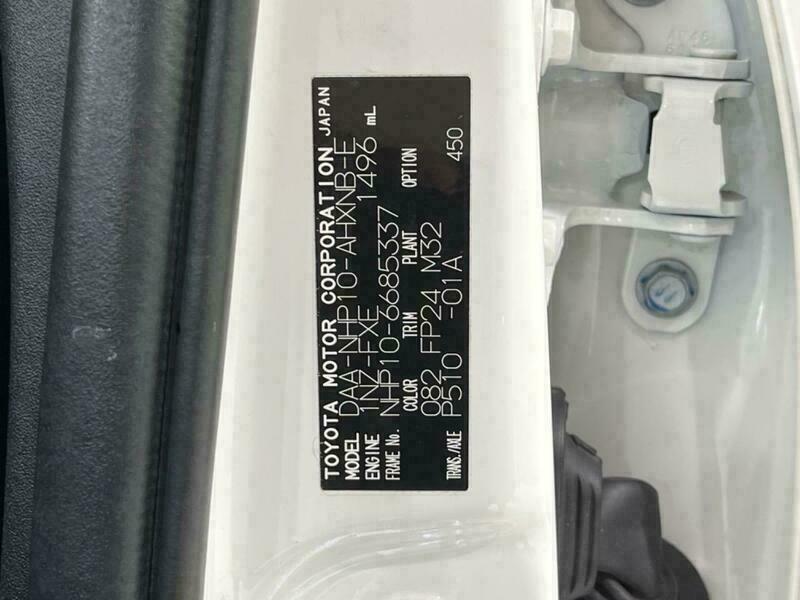 TOYOTA MOTOR CORPORATION JAPAN
MODEL DAA-NHP10-AHXNB-E
ENGINE 1NZ-FXE 1496 mL
FRAME No. NHP10-6685337
COLOR TRIM PLANT OPTION
082 FP24 M32 450
TRANS./AXLE P510 -01A